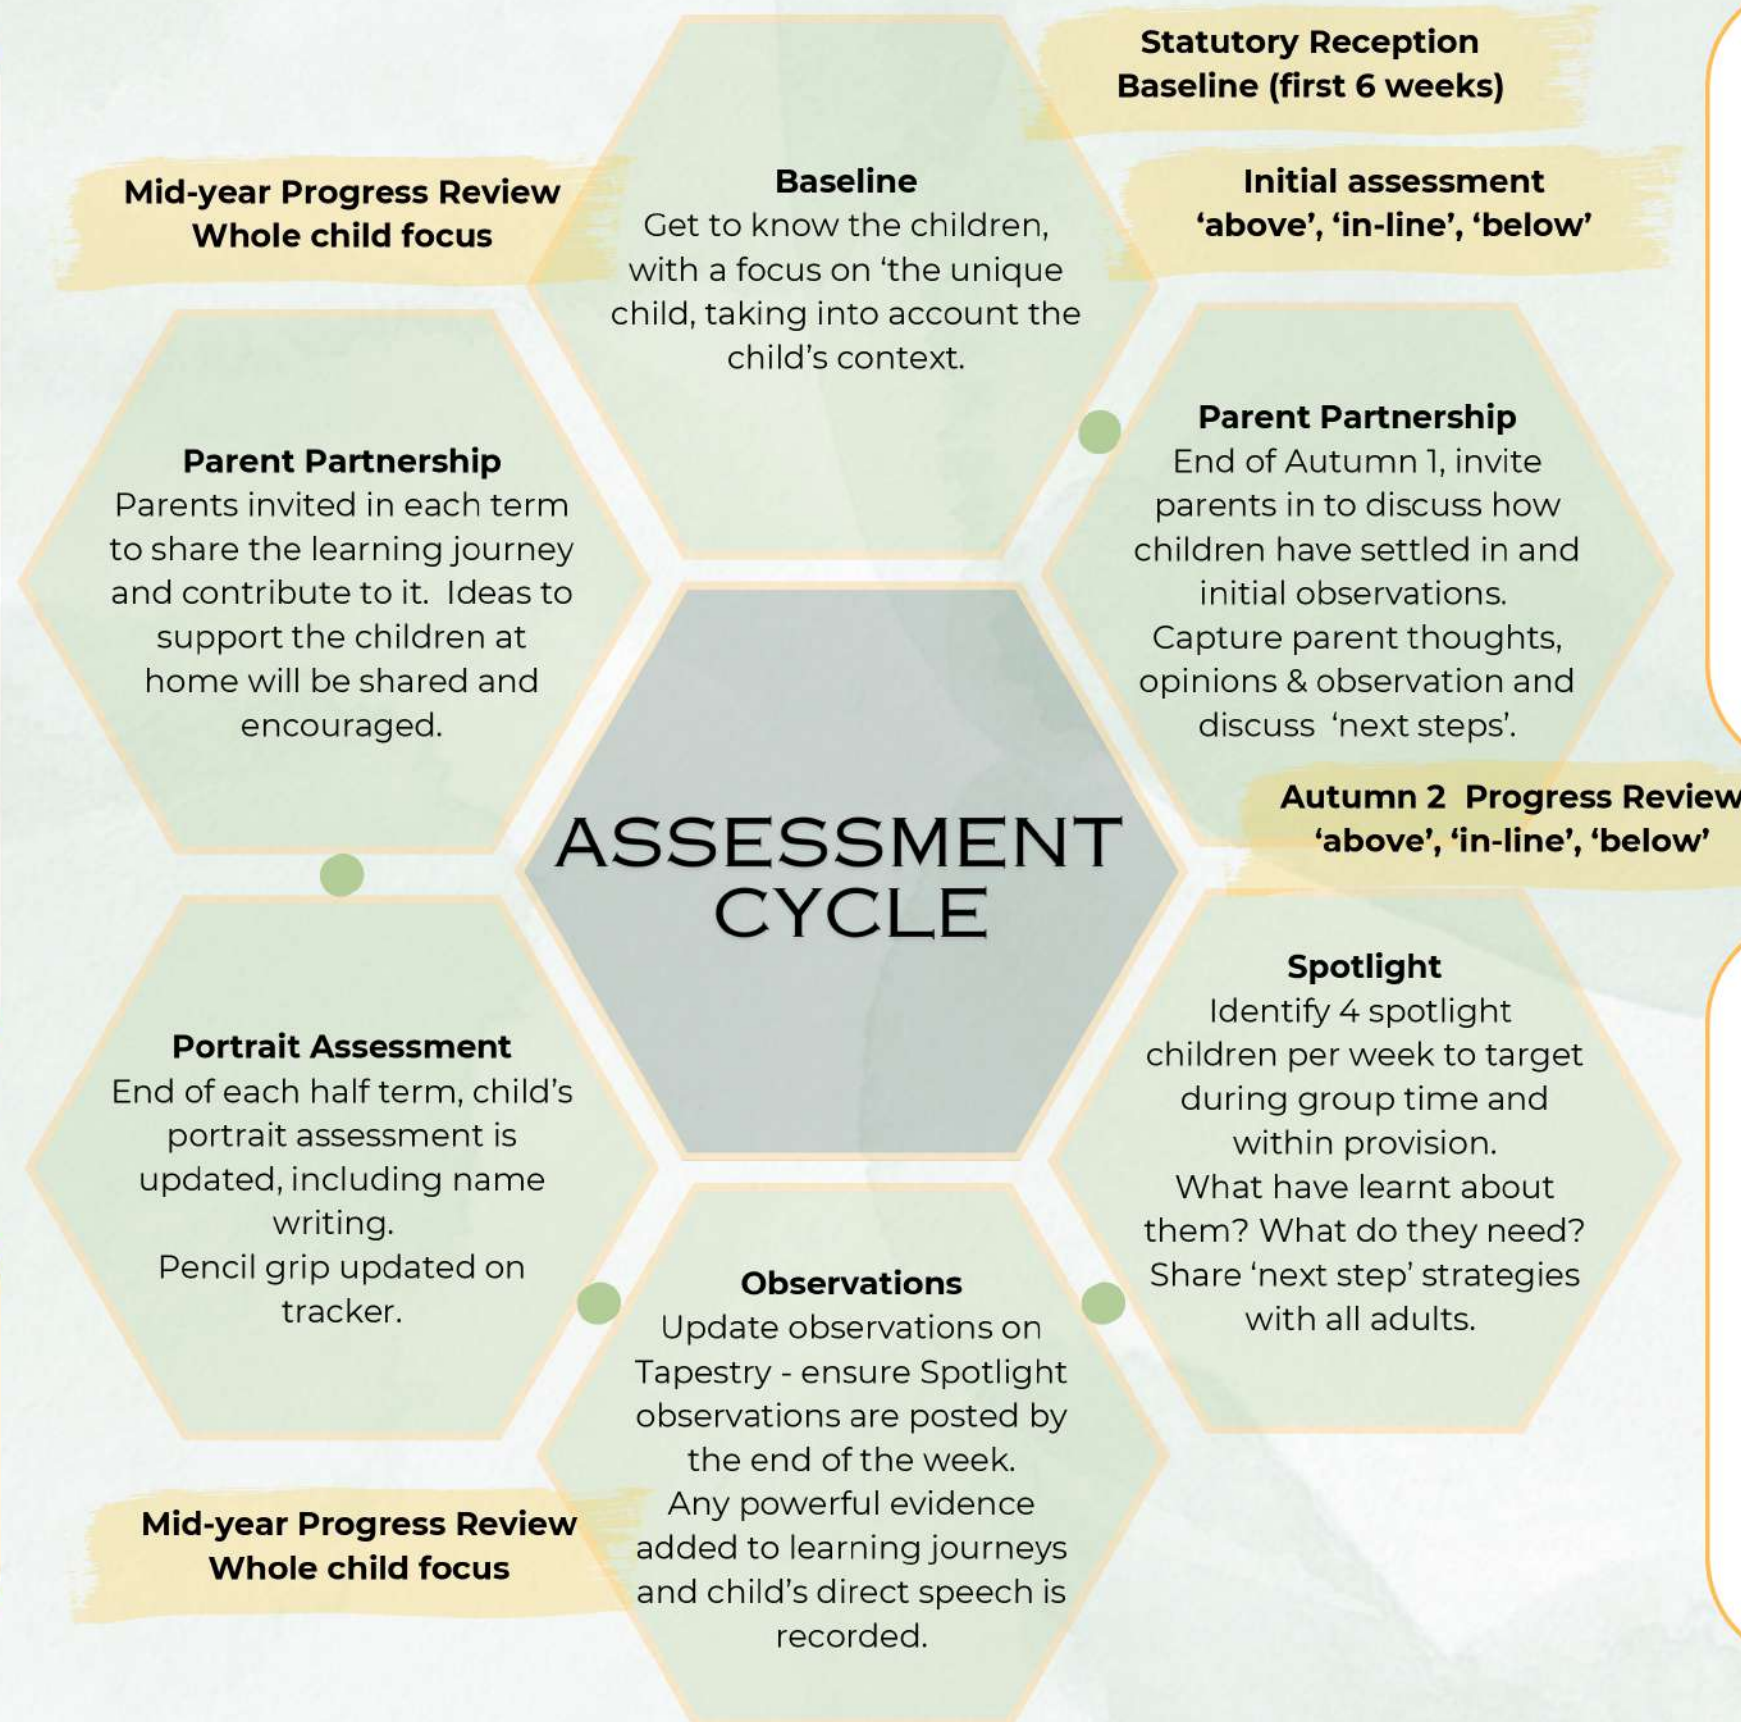 Statutory Reception
Baseline (first 6 weeks)
Initial assessment
‘above’, ‘in-line’, ‘below’
Mid-year Progress Review
Whole child focus
Baseline
Get to know the children,
with a focus on ‘the unique
child, taking into account the
child’s context.
Parent Partnership
End of Autumn 1, invite
parents in to discuss how
children have settled in and
initial observations.
Capture parent thoughts,
opinions & observation and
discuss ‘next steps’.
Autumn 2 Progress Review
‘above’, ‘in-line’, ‘below’
Parent Partnership
Parents invited in each term
to share the learning journey
and contribute to it. Ideas to
support the children at
home will be shared and
encouraged.
ASSESSMENT
CYCLE
Spotlight
Identify 4 spotlight
children per week to target
during group time and
within provision.
What have learnt about
them? What do they need?
Share ‘next step’ strategies
with all adults.
Portrait Assessment
End of each half term, child’s
portrait assessment is
updated, including name
writing.
Pencil grip updated on
tracker.
Observations
Update observations on
Tapestry - ensure Spotlight
observations are posted by
the end of the week.
Any powerful evidence
added to learning journeys
and child’s direct speech is
recorded.
Mid-year Progress Review
Whole child focus